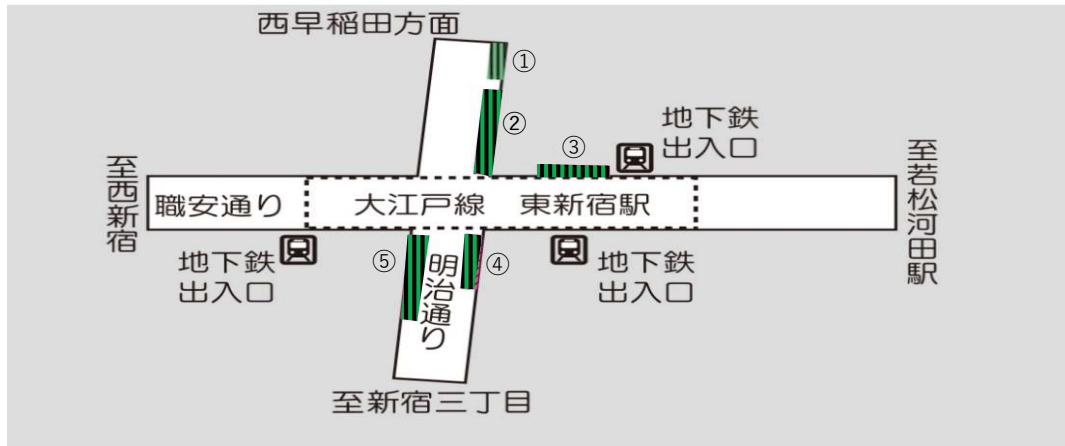 西早稲田方面
①
②
③
地下鉄
出入口
至西新宿
職安通り
大江戸線 東新宿駅
至若松河田駅
地下鉄
出入口
⑤
明治通り
④
地下鉄
出入口
至新宿三丁目